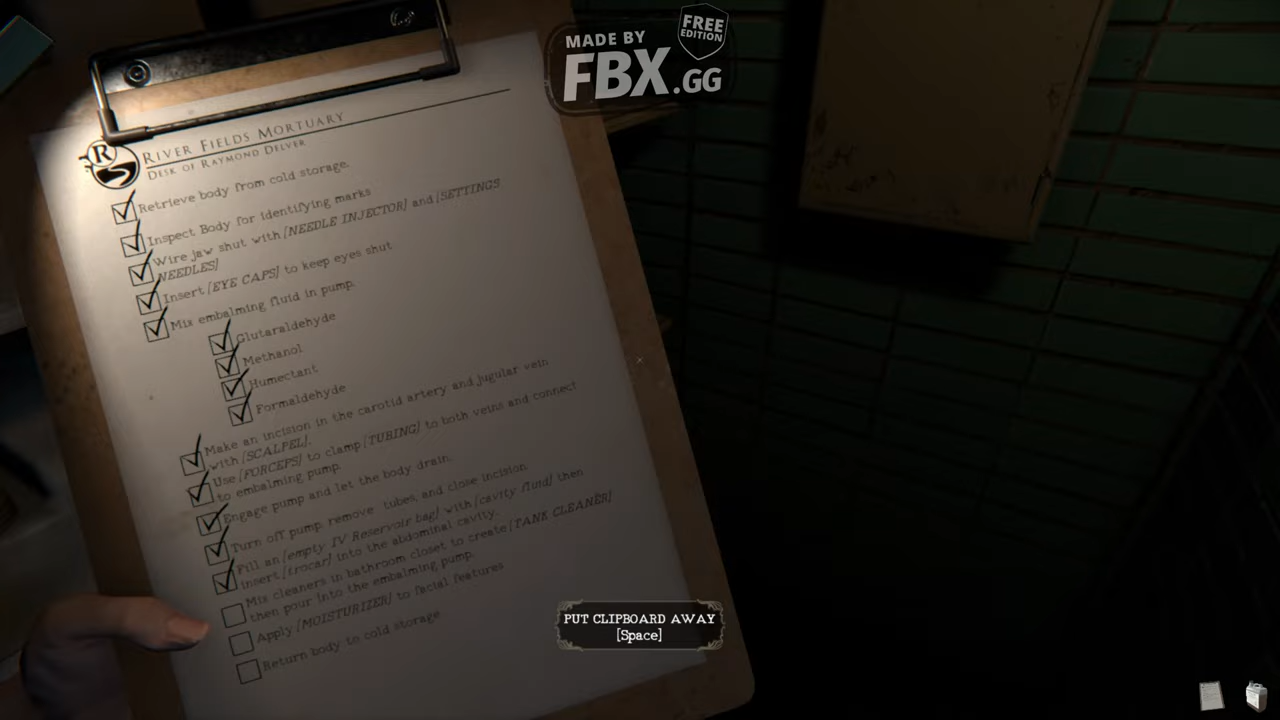 MADE BY
FREE
EDITION
FBX.GG
R
RIVER FIELDS MORTUARY
DESK OF RAYMOND DELVER
Retrieve body from cold storage.
Inspect Body for identifying marks
Wire jaw shut with [NEEDLE INJECTOR] and [SETTINGS
NEEDLES]
Insert [EYE CAPS] to keep eyes shut
Mix embalming fluid in pump.
Glutaraldehyde
Methanol
Humectant
Formaldehyde
Make an incision in the carotid artery and jugular vein
with [SCALPEL].
Use [FORCEPS] to clamp [TUBING] to both veins and connect
to embalming pump.
Engage pump and let the body drain.
Turn off pump, remove tubes, and close incision.
Fill an [empty IV Reservoir bag] with [cavity fluid] then
insert [trocar] into the abdominal cavity.
Mix cleaners in bathroom closet to create [TANK CLEANER]
then pour into the embalming pump.
Apply [MOISTURIZER] to facial features
Return body to cold storage
PUT CLIPBOARD AWAY
[Space]